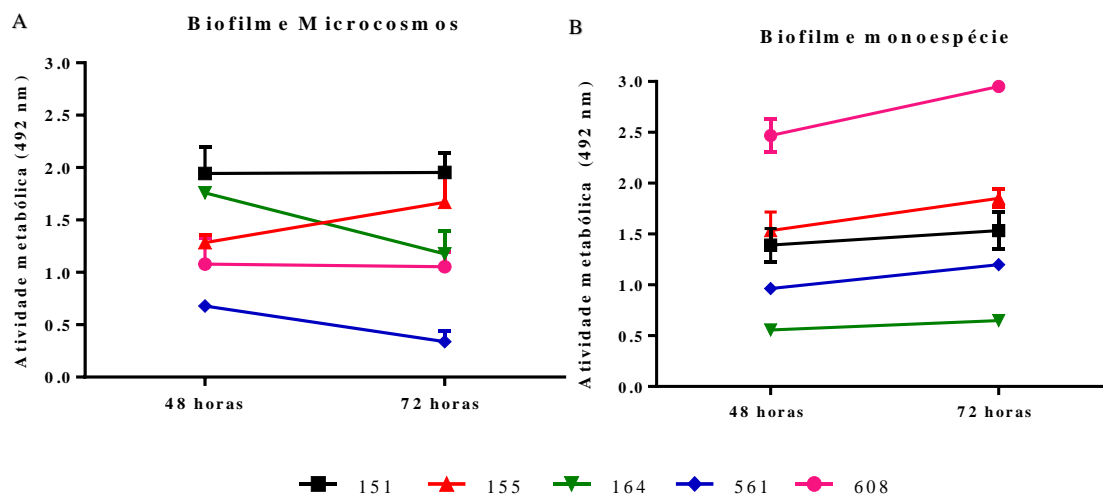 A
Biofilme Microcosmos
Atividade metabólica (492 nm)
3.0
2.5
2.0
1.5
1.0
0.5
0.0
48 horas 72 horas
B
Biofilme monoespécie
Atividade metabólica (492 nm)
3.0
2.5
2.0
1.5
1.0
0.5
0.0
48 horas 72 horas
151 155 164 561 608